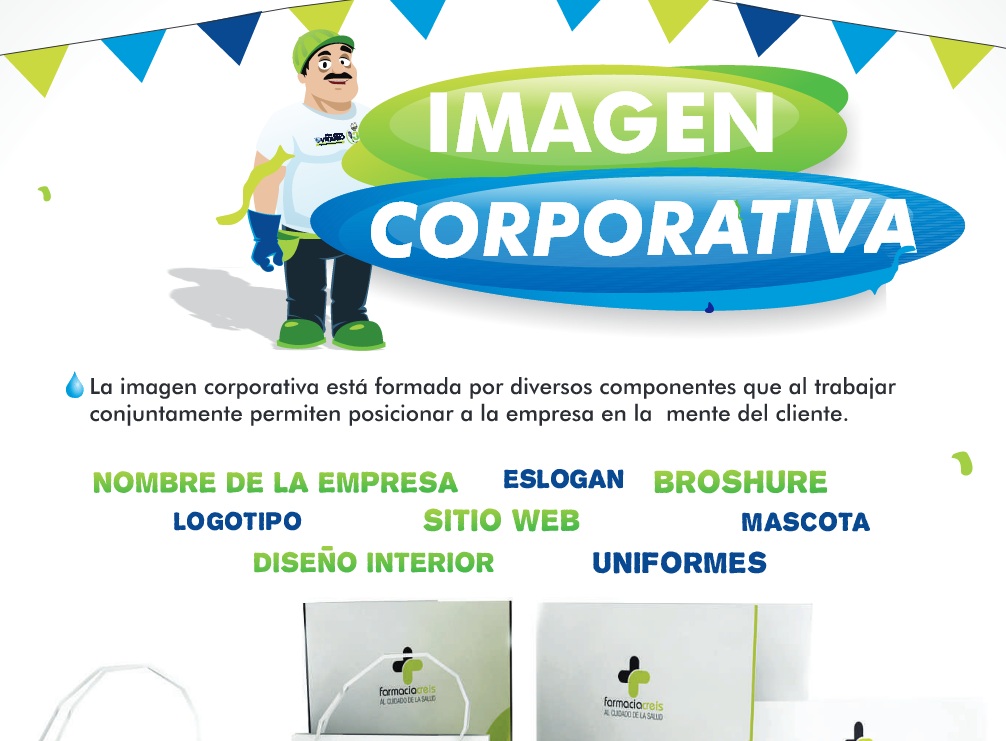 IMAGEN
CORPORATIVA
La imagen corporativa está formada por diversos componentes que al trabajar
conjuntamente permiten posicionar a la empresa en la mente del cliente.
NOMBRE DE LA EMPRESA ESLOGAN BROSHURE
LOGOTIPO SITIO WEB MASCOTA
DISEÑO INTERIOR UNIFORMES
farmaciacreis
AL CUIDADO DE LA SALUD
farmaciacreis
AL CUIDADO DE LA SALUD